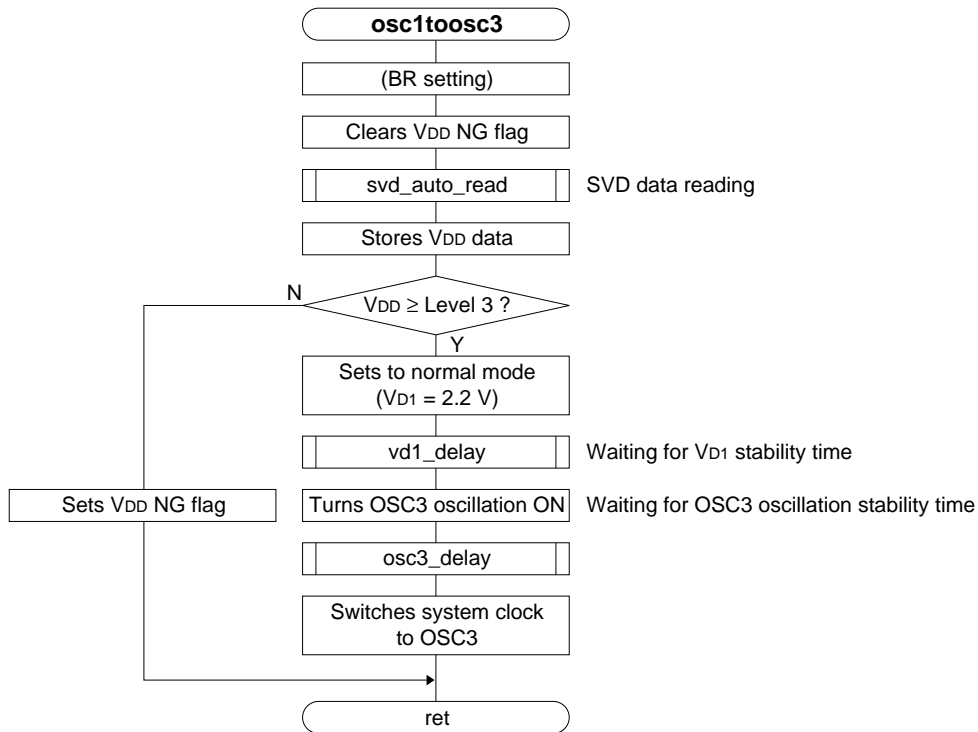 osc1toosc3
(BR setting)
Clears VDD NG flag
svd_auto_read
SVD data reading
Stores VDD data
N
VDD ≥ Level 3 ?
Y
Sets to normal mode
(VD1 = 2.2 V)
vd1_delay
Waiting for VD1 stability time
Sets VDD NG flag
Turns OSC3 oscillation ON
Waiting for OSC3 oscillation stability time
osc3_delay
Switches system clock
to OSC3
ret